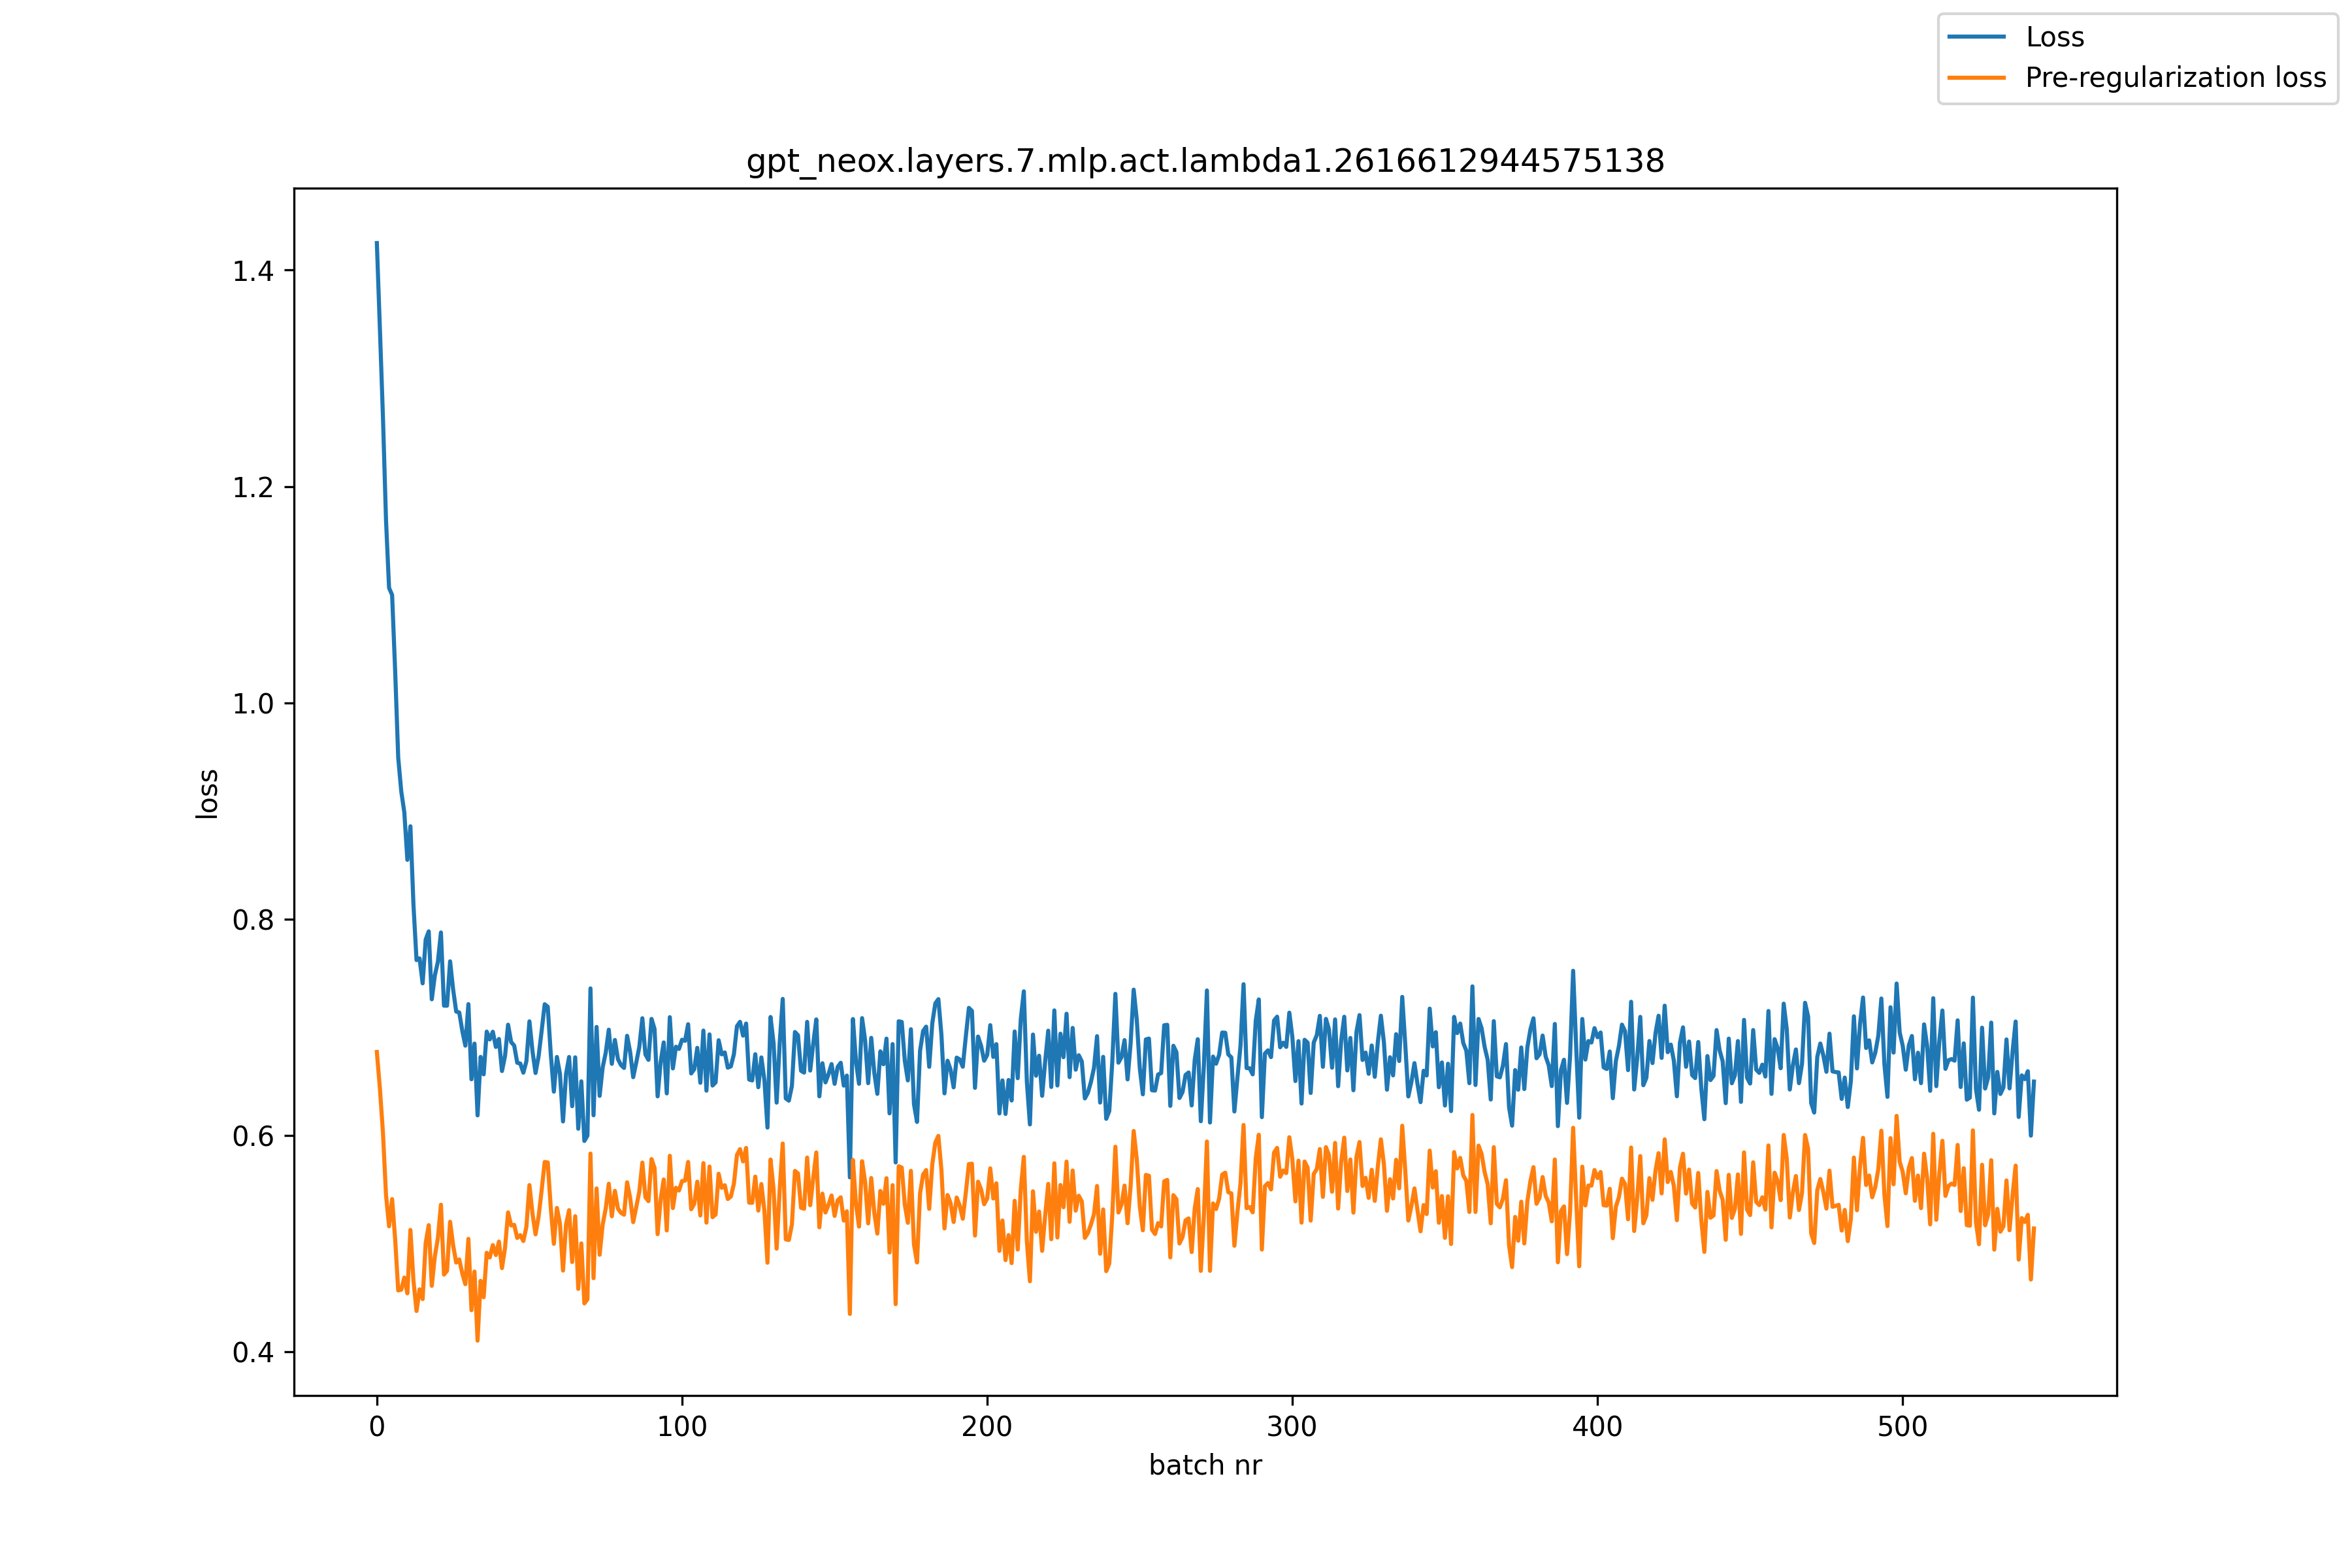 Loss
Pre-regularization loss
gpt_neox.layers.7.mlp.act.lambda1.2616612944575138
1.4
1.2
1.0
0.8
0.6
0.4
loss
0 100 200 300 400 500
batch nr